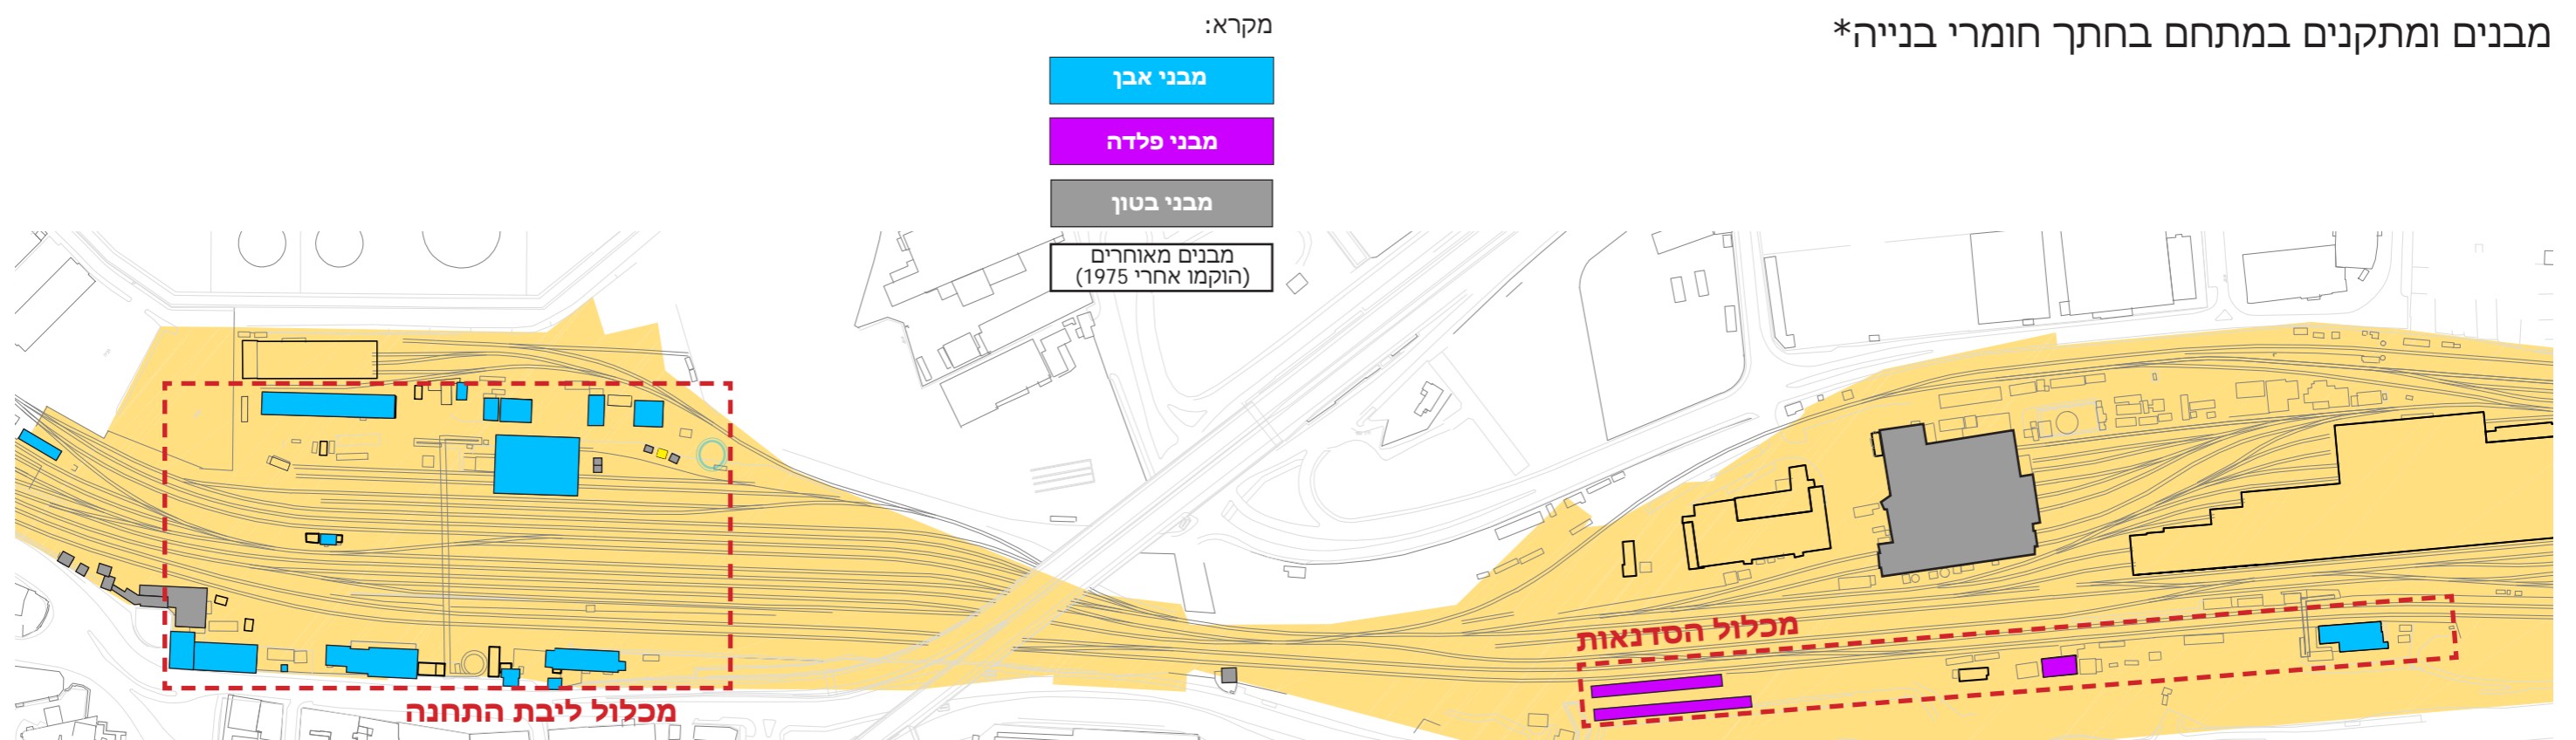 מבנים ומתקנים במתחם בחתך חומרי בנייה*
מקרא:
מבני אבן
מבני פלדה
מבני בטון
מבנים מאוחרים
(הוקמו אחרי 1975)
מכלול הסדנאות
מכלול ליבת התחנה